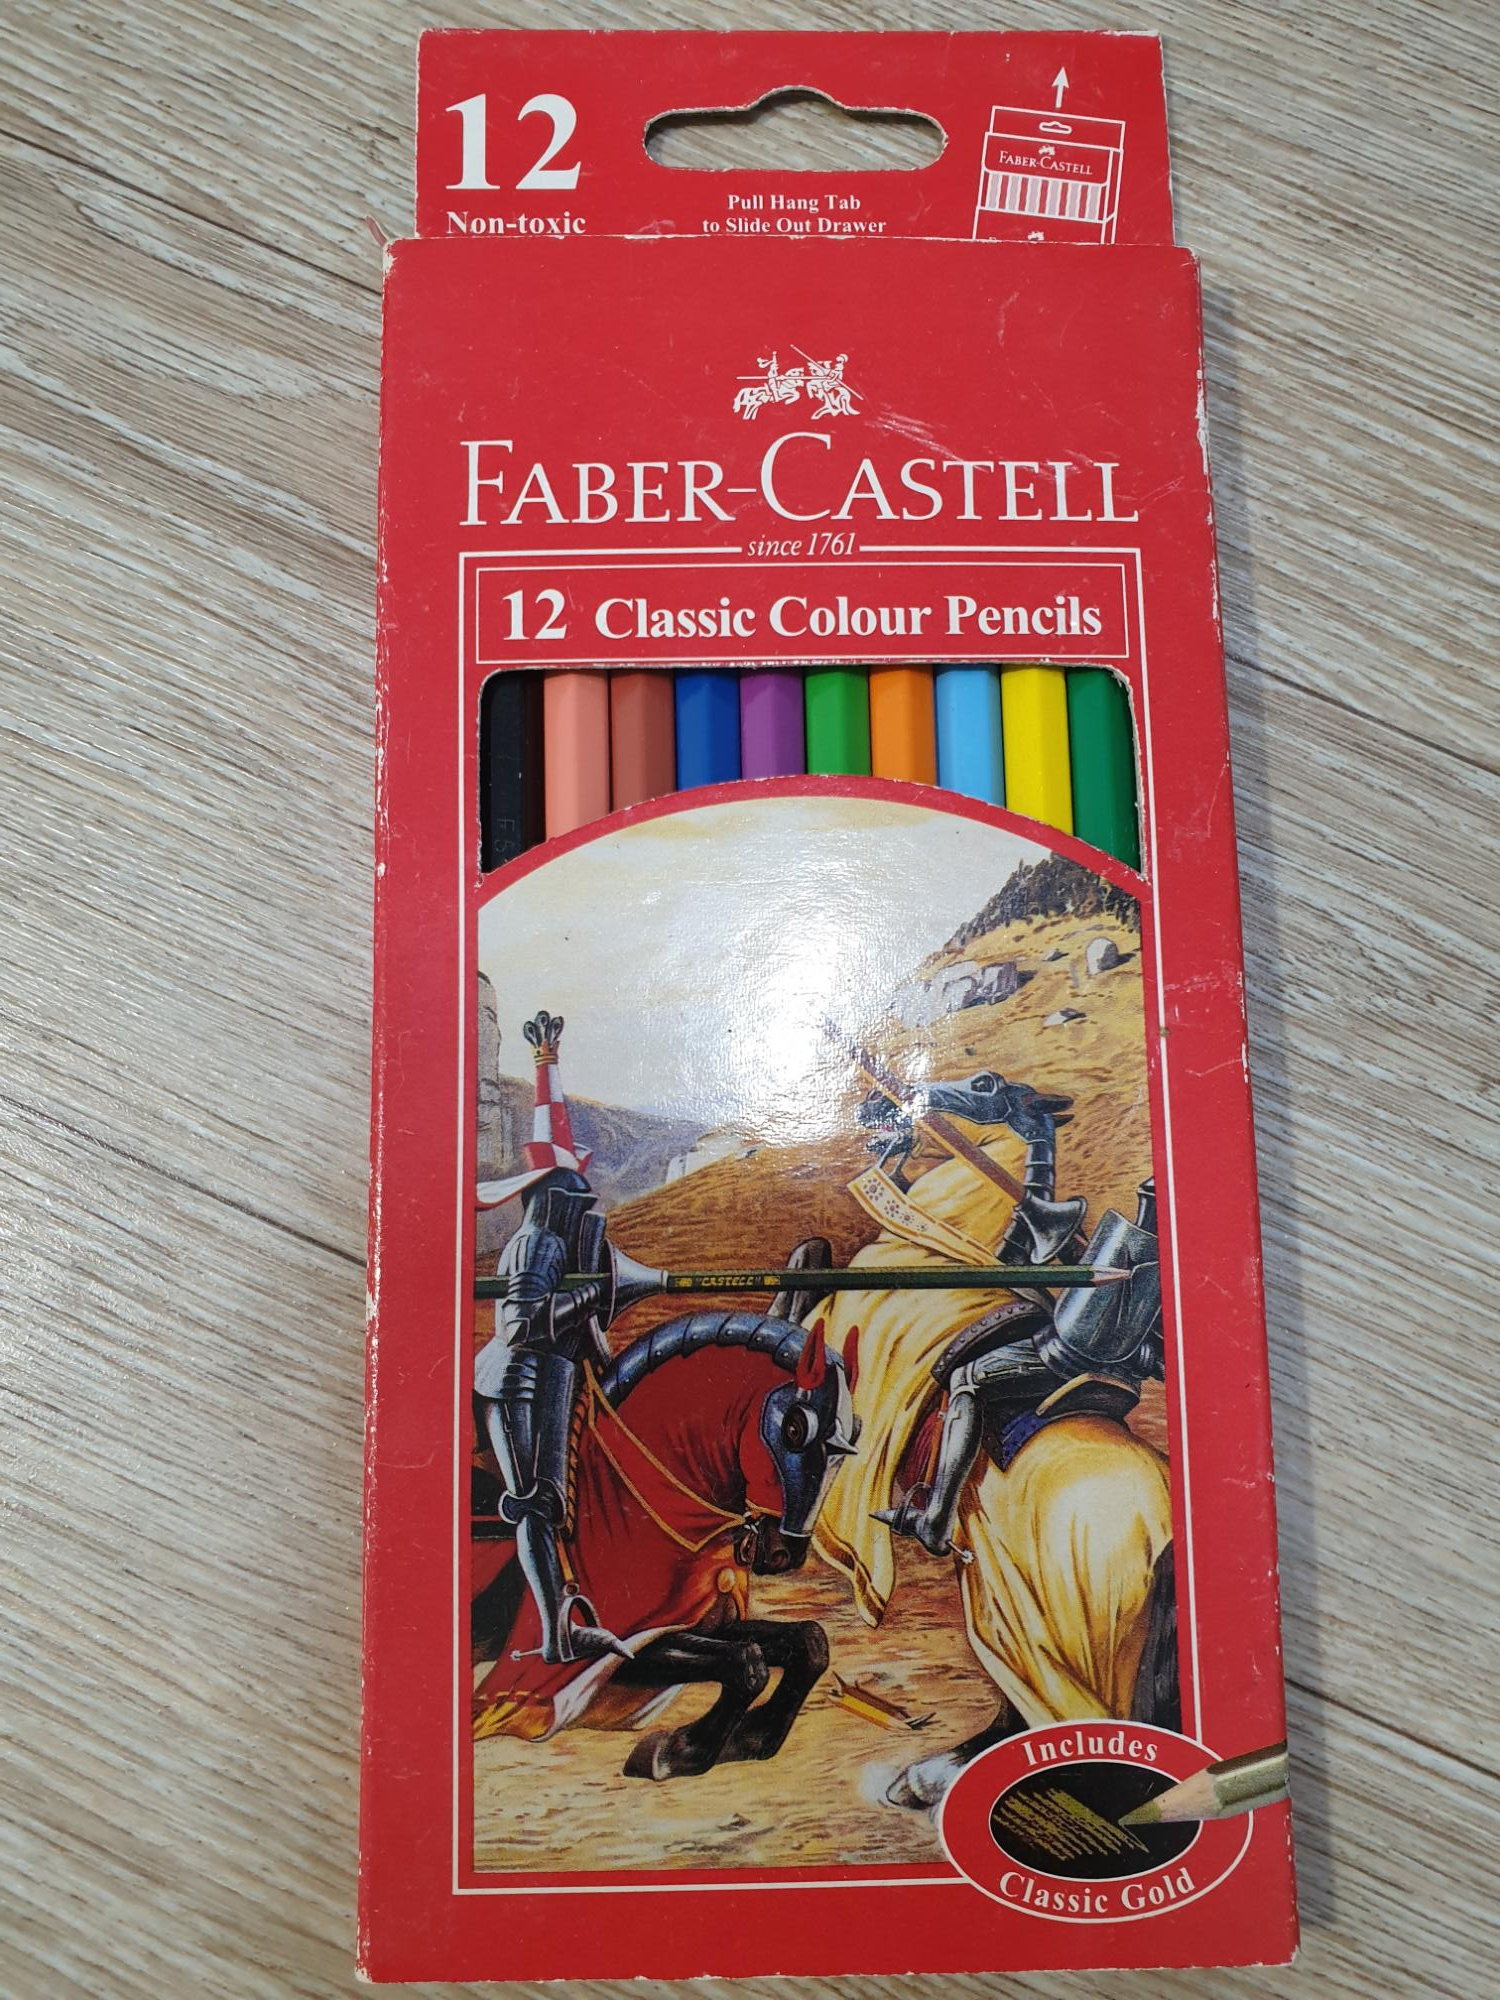 12
Non-toxic
Pull Hang Tab
to Slide Out Drawer
FABER-CASTELL
FABER-CASTELL
since 1761
12 Classic Colour Pencils
"CASTELL"
Includes
Classic Gold